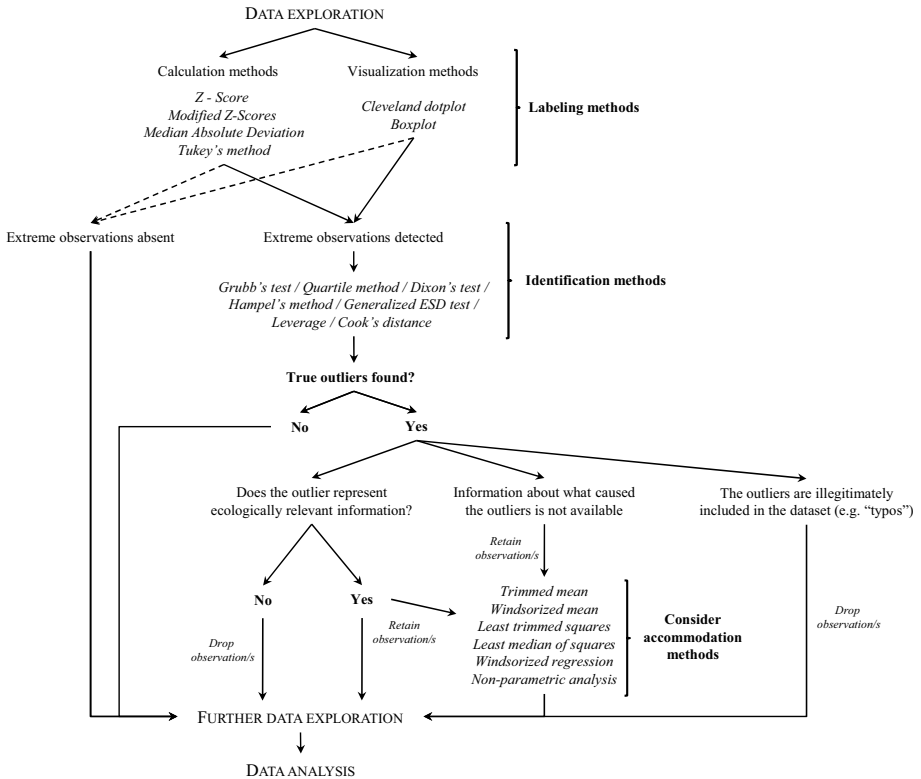 DATA EXPLORATION
Calculation methods
Visualization methods
Z - Score
Modified Z-Scores
Median Absolute Deviation
Tukey's method
Cleveland dotplot
Boxplot
Labeling methods
Extreme observations absent
Extreme observations detected
Grubb's test / Quartile method / Dixon's test /
Hampel's method / Generalized ESD test /
Leverage / Cook's distance
Identification methods
True outliers found?
No
Yes
Does the outlier represent
ecologically relevant information?
Information about what caused
the outliers is not available
The outliers are illegitimately
included in the dataset (e.g. “typos”)
Retain
observation/s
No
Yes
Drop
observation/s
Retain
observation/s
Trimmed mean
Windsorized mean
Least trimmed squares
Least median of squares
Windsorized regression
Non-parametric analysis
Consider
accommodation
methods
Drop
observation/s
FURTHER DATA EXPLORATION
DATA ANALYSIS